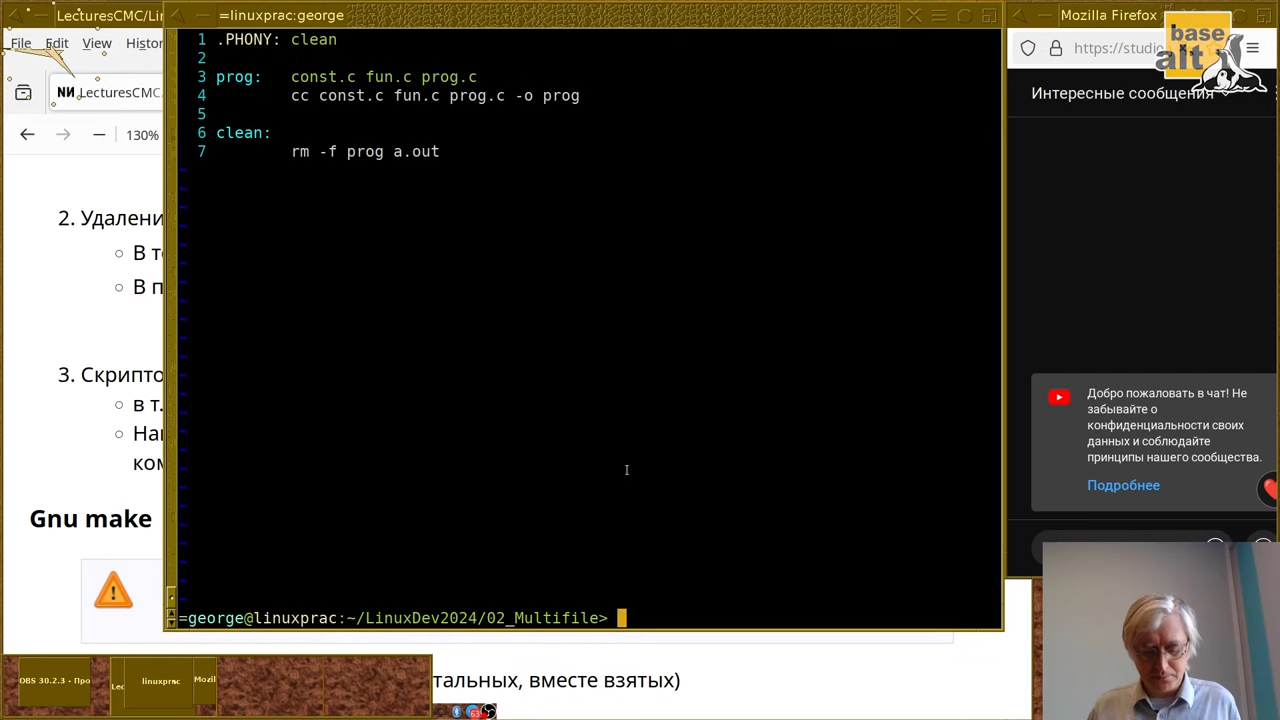 LecturesCMC/Li
=linuxprac:george
Mozilla Firefox
File Edit View Histor
LecturesCMC
130%
https://studio
base
alt
Интересные сообщения
1 .PHONY: clean
2
3 prog: const.c fun.c prog.c
4 cc const.c fun.c prog.c -o prog
5
6 clean:
7 rm -f prog a.out
2. Удалени
В т
В п
3. Скрипто
в т.
На
ком
Gnu make
Добро пожаловать в чат! Не
забывайте о
конфиденциальности своих
данных и соблюдайте
принципы нашего сообщества.
Подробнее
=george@linuxprac:~/LinuxDev2024/02_Multifile>
OBS 30.2.3 - Про
Lec
linuxprac
Mozil
тальных, вместе взятых)
63